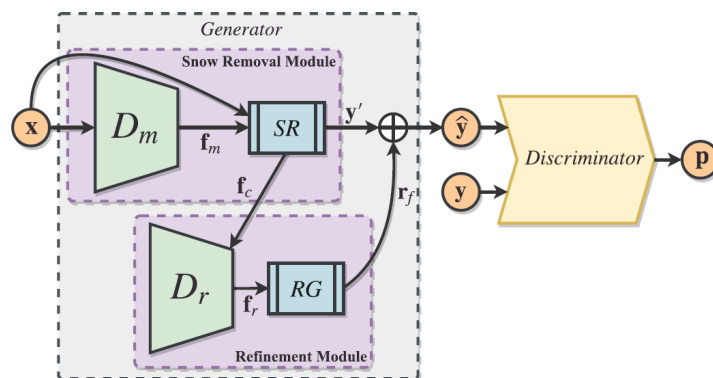 Generator
Snow Removal Module
x
D_m
f_m
SR
y′
ŷ
Discriminator
p
f_c
r_f
y
D_r
f_r
RG
Refinement Module